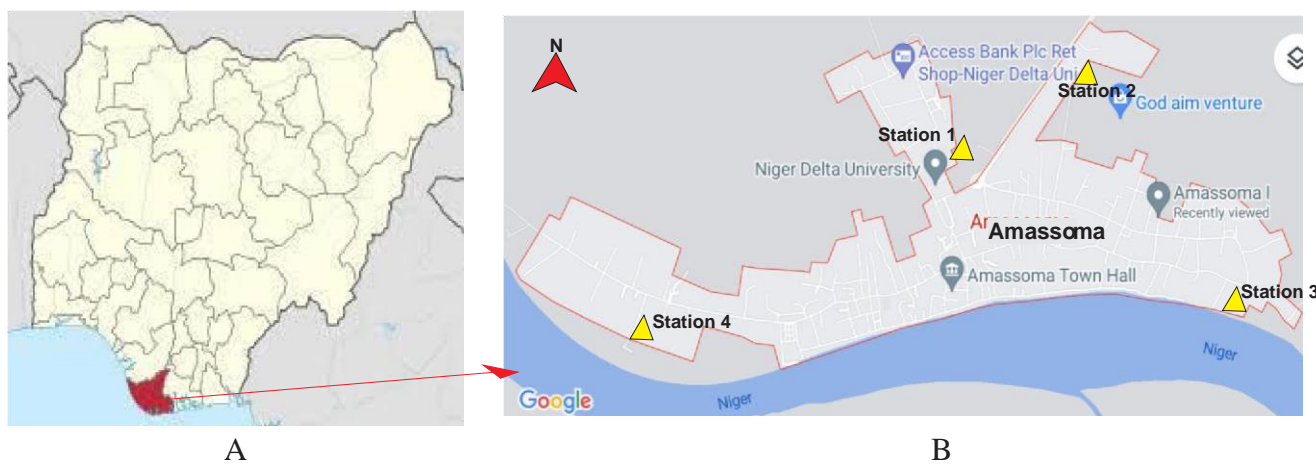 N
Access Bank Plc Ret
Shop-Niger Delta Uni
Station 2
God aim venture
Station 1
Niger Delta University
Amassoma I
Recently viewed
Amassoma
Amassoma Town Hall
Station 3
Station 4
Niger
Niger
Google
A
B